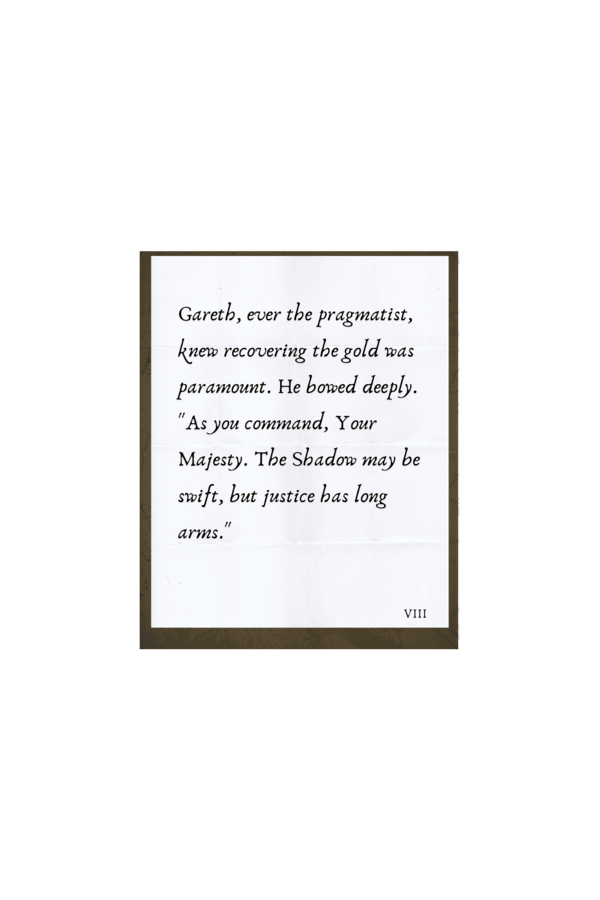 Gareth, ever the pragmatist,
knew recovering the gold was
paramount. He bowed deeply.
"As you command, Your
Majesty. The Shadow may be
swift, but justice has long
arms."
VIII